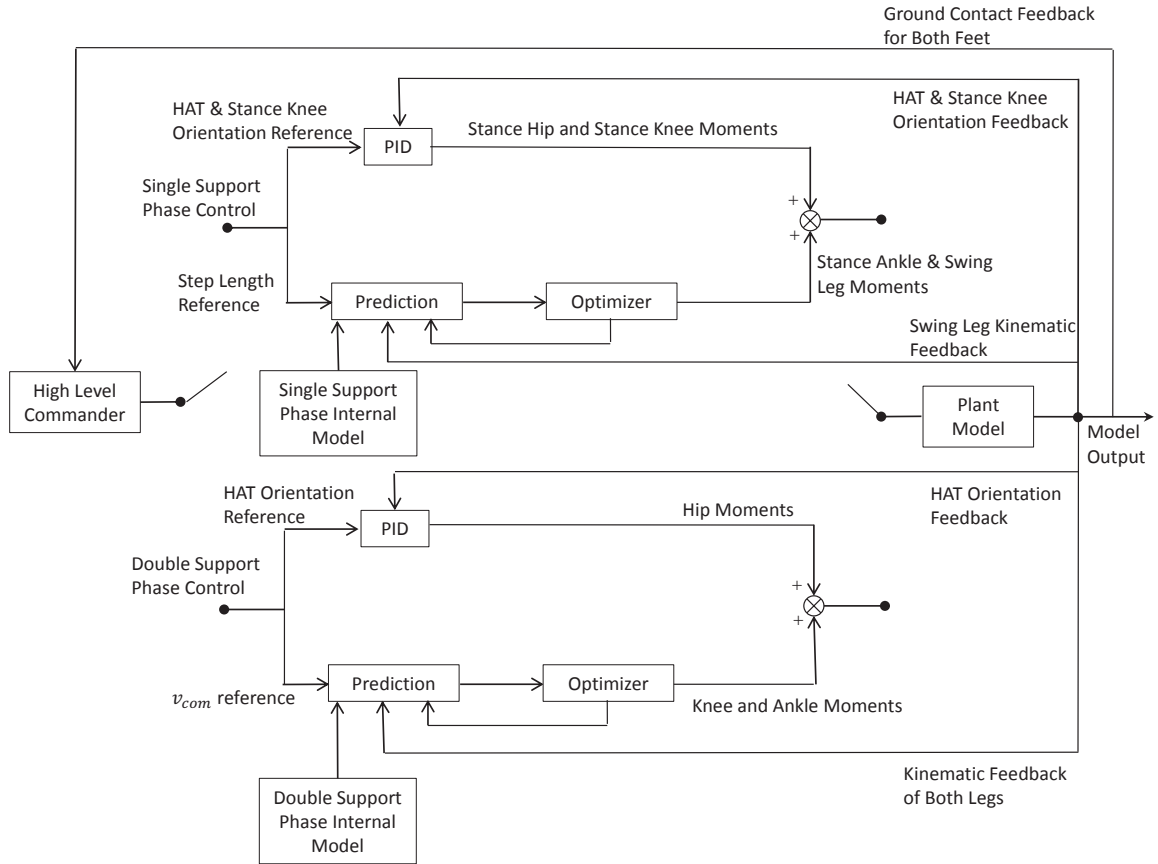 Ground Contact Feedback
for Both Feet
HAT & Stance Knee
Orientation Reference
PID
Stance Hip and Stance Knee Moments
HAT & Stance Knee
Orientation Feedback
Single Support
Phase Control
+
+
Step Length
Reference
Prediction
Optimizer
Stance Ankle & Swing
Leg Moments
Swing Leg Kinematic
Feedback
High Level
Commander
Single Support
Phase Internal
Model
Plant
Model
Model
Output
HAT Orientation
Reference
PID
Hip Moments
HAT Orientation
Feedback
Double Support
Phase Control
+
+
v_{com} reference
Prediction
Optimizer
Knee and Ankle Moments
Kinematic Feedback
of Both Legs
Double Support
Phase Internal
Model